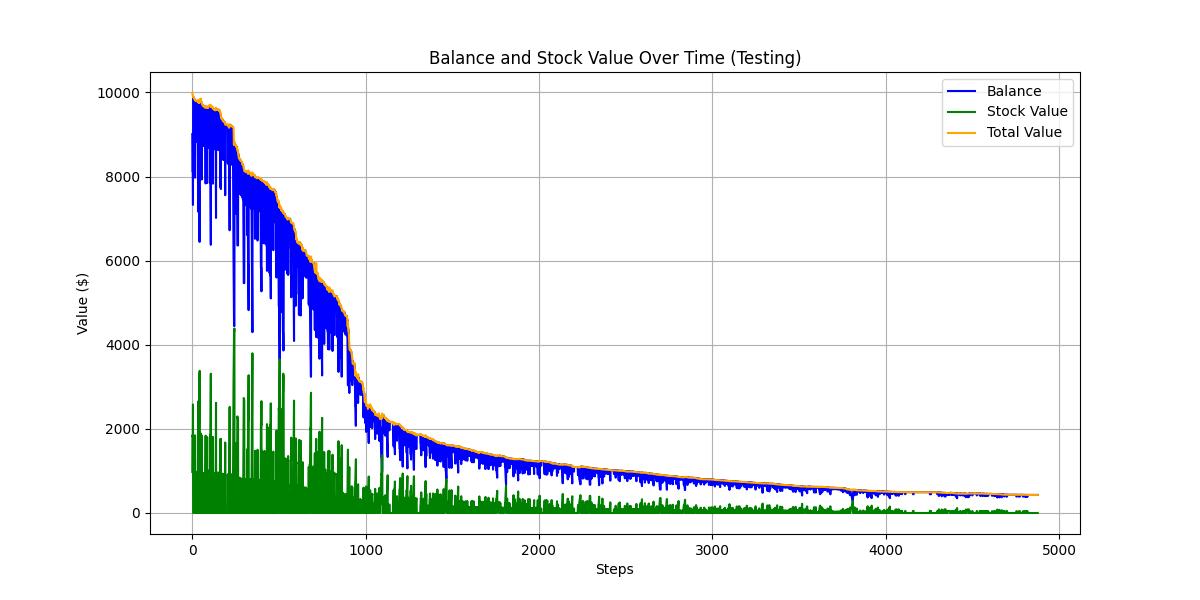 Balance and Stock Value Over Time (Testing)
Balance
Stock Value
Total Value
Value ($)
10000
8000
6000
4000
2000
0
0 1000 2000 3000 4000 5000
Steps